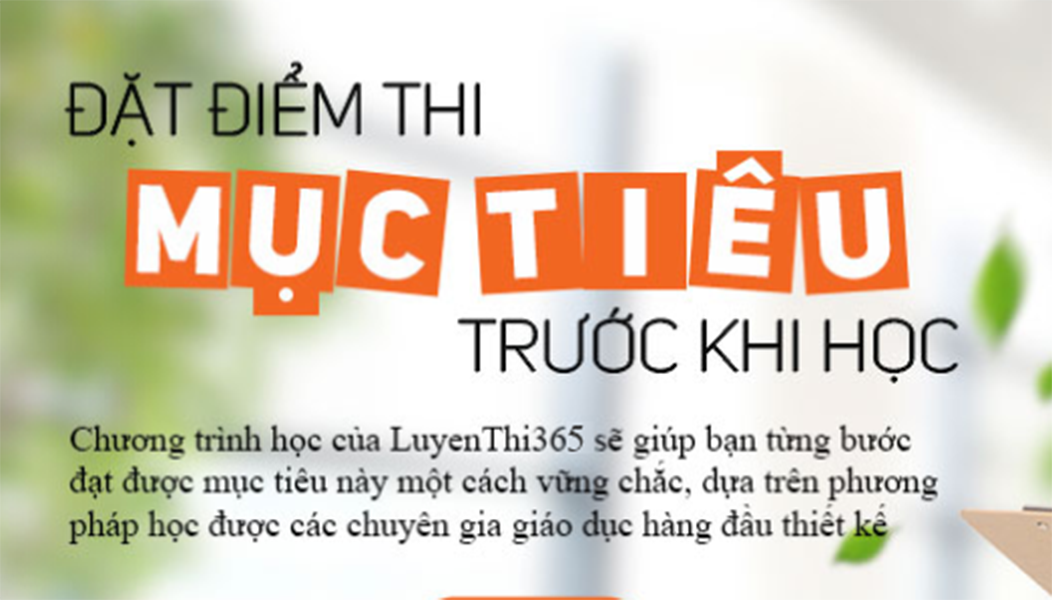 ĐẶT ĐIỂM THI
MỤC TIÊU
TRƯỚC KHI HỌC
Chương trình học của LuyenThi365 sẽ giúp bạn từng bước
đạt được mục tiêu này một cách vững chắc, dựa trên phương
pháp học được các chuyên gia giáo dục hàng đầu thiết kế